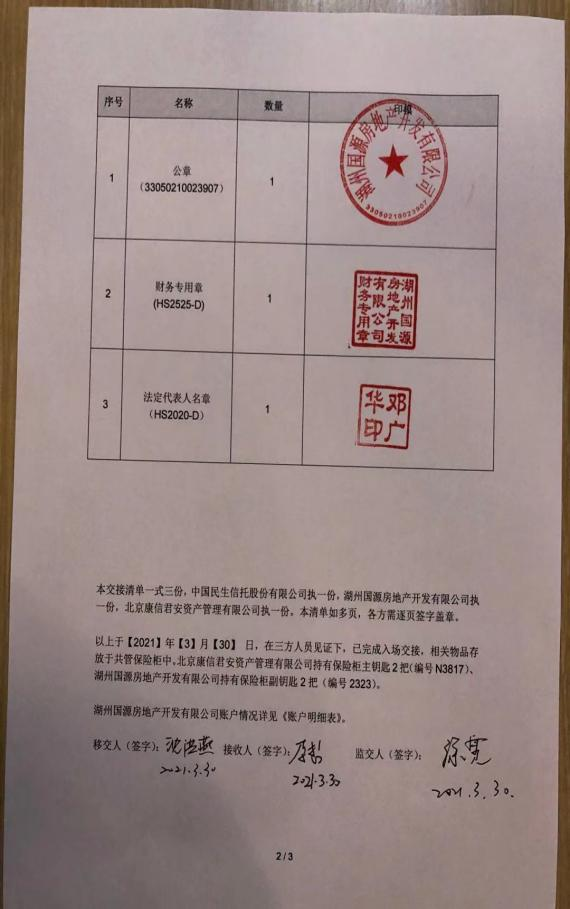 序号 名称 数量 印模
1 公章 1
（33050210023907）
湖州国源房地产开发有限公司
33050210023907
2 财务专用章 1
(HS2525-D)
湖州国源
房地产开发
有限公司
财务专用章
3 法定代表人名章 1
（HS2020-D）
邓广
华印
本交接清单一式三份，中国民生信托股份有限公司执一份，湖州国源房地产开发有限公司执
一份，北京康信君安资产管理有限公司执一份。本清单如多页，各方需逐页签字盖章。
以上于【2021】年【3】月【30】 日，在三方人员见证下，已完成入场交接，相关物品存
放于共管保险柜中，北京康信君安资产管理有限公司持有保险柜主钥匙2把（编号N3817）、
湖州国源房地产开发有限公司持有保险柜副钥匙2把（编号2323）。
湖州国源房地产开发有限公司账户情况详见《账户明细表》。
移交人（签字）：沈洪燕 接收人（签字）： 监交人（签字）：
2021.3.30 2021.3.30 2021.3.30.
2/3